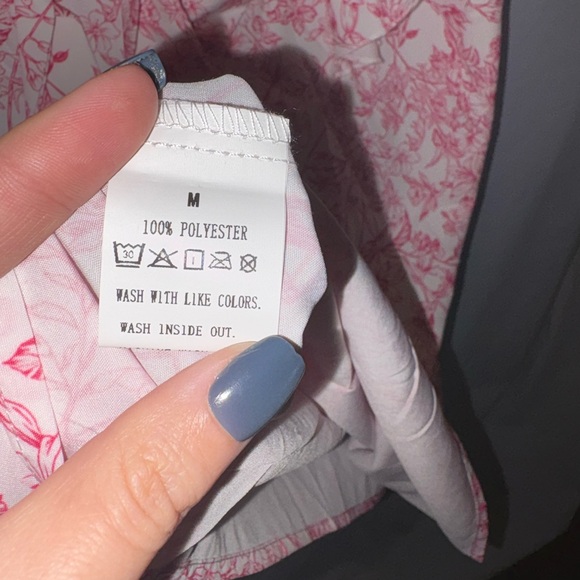 M
100% POLYESTER
30
WASH WITH LIKE COLORS.
WASH INSIDE OUT.